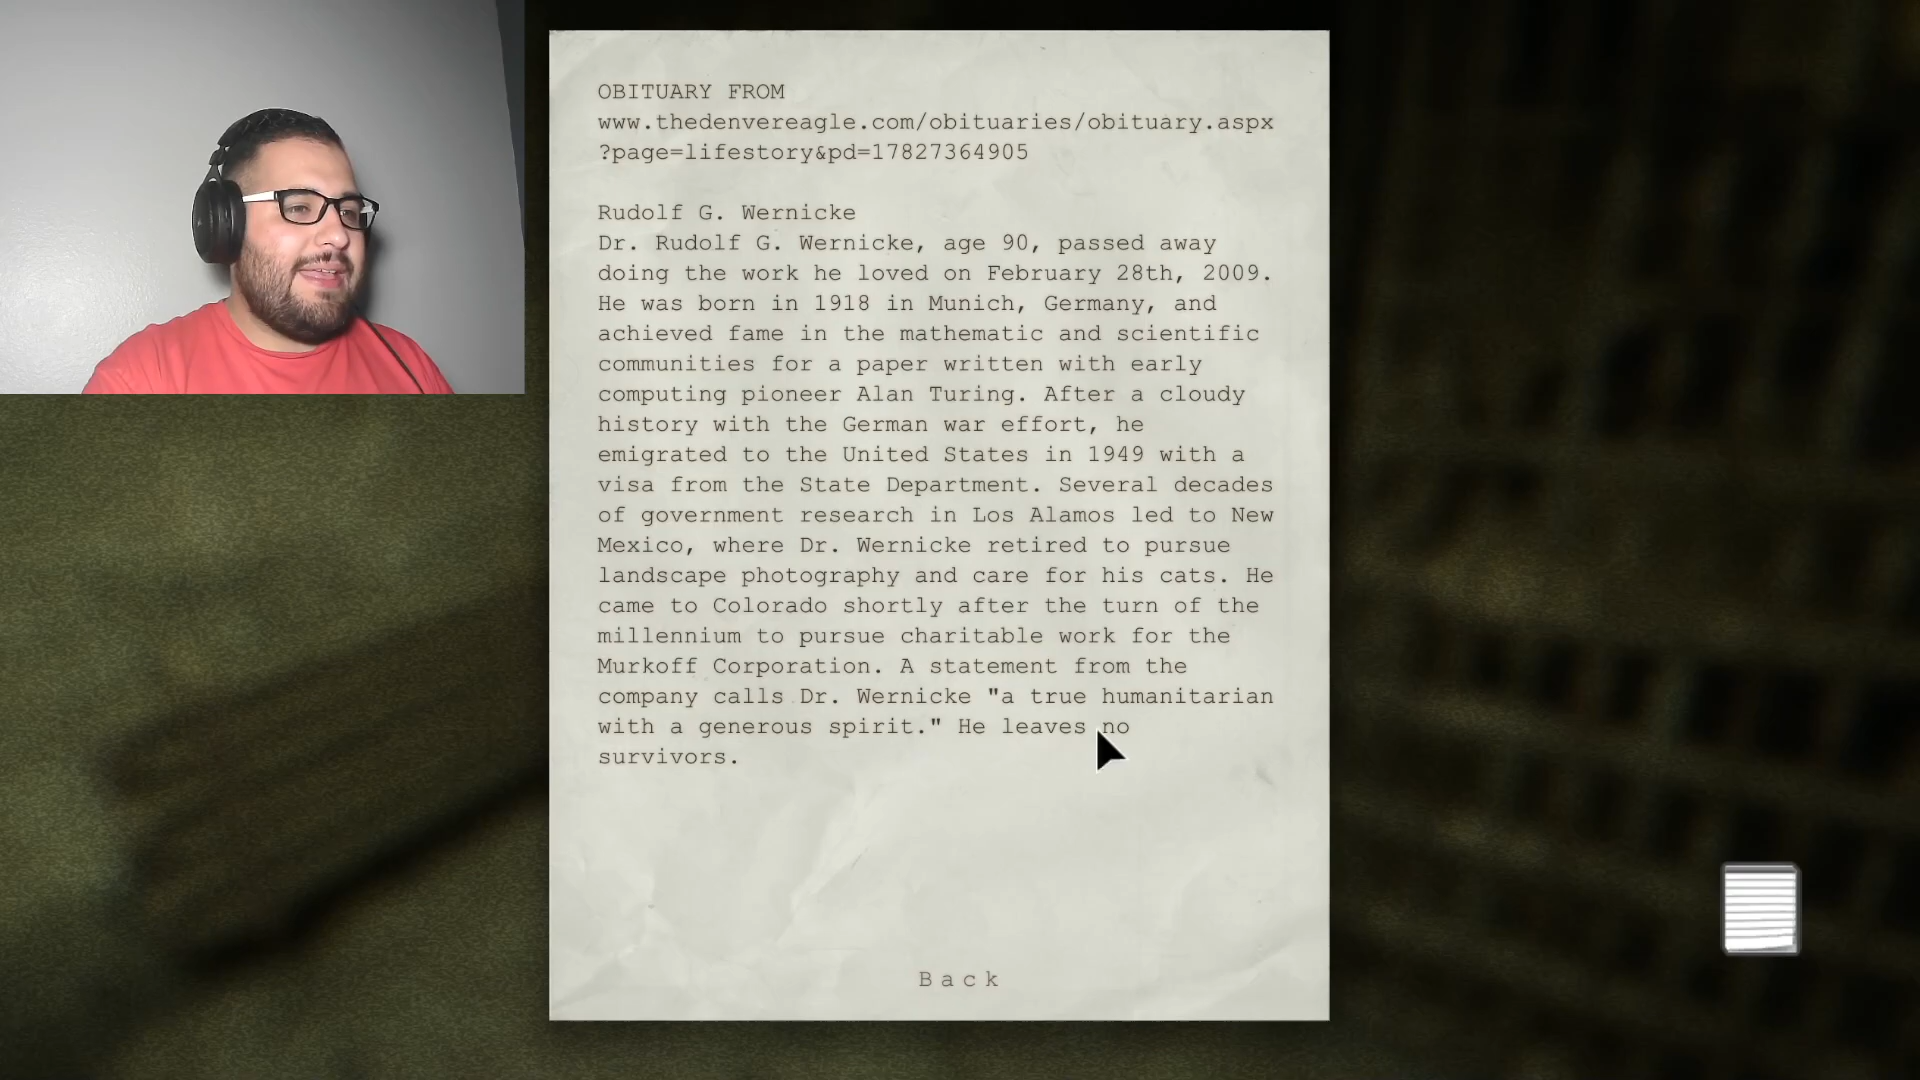 OBITUARY FROM
www.thedenvereagle.com/obituaries/obituary.aspx
?page=lifestory&pd=17827364905
Rudolf G. Wernicke
Dr. Rudolf G. Wernicke, age 90, passed away
doing the work he loved on February 28th, 2009.
He was born in 1918 in Munich, Germany, and
achieved fame in the mathematic and scientific
communities for a paper written with early
computing pioneer Alan Turing. After a cloudy
history with the German war effort, he
emigrated to the United States in 1949 with a
visa from the State Department. Several decades
of government research in Los Alamos led to New
Mexico, where Dr. Wernicke retired to pursue
landscape photography and care for his cats. He
came to Colorado shortly after the turn of the
millennium to pursue charitable work for the
Murkoff Corporation. A statement from the
company calls Dr. Wernicke "a true humanitarian
with a generous spirit." He leaves no
survivors.
Back